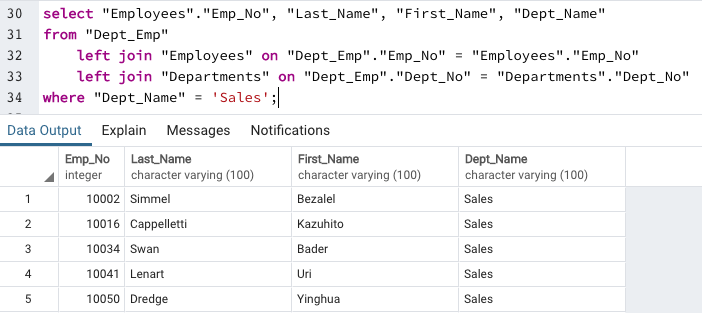 30 select "Employees"."Emp_No", "Last_Name", "First_Name", "Dept_Name"
31 from "Dept_Emp"
32 left join "Employees" on "Dept_Emp"."Emp_No" = "Employees"."Emp_No"
33 left join "Departments" on "Dept_Emp"."Dept_No" = "Departments"."Dept_No"
34 where "Dept_Name" = 'Sales';
Data Output Explain Messages Notifications
Emp_No Last_Name First_Name Dept_Name
integer character varying (100) character varying (100) character varying (100)
1 10002 Simmel Bezalel Sales
2 10016 Cappelletti Kazuhito Sales
3 10034 Swan Bader Sales
4 10041 Lenart Uri Sales
5 10050 Dredge Yinghua Sales